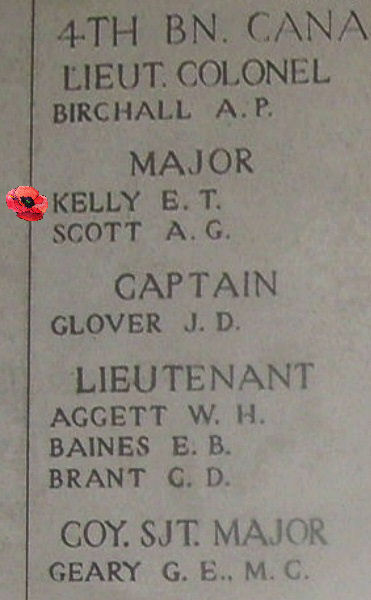 4TH BN. CANA
LIEUT. COLONEL
BIRCHALL A. P.
MAJOR
KELLY E. T.
SCOTT A. G.
CAPTAIN
GLOVER J. D.
LIEUTENANT
AGGETT W. H.
BAINES E. B.
BRANT C. D.
COY. SJT. MAJOR
GEARY G. E., M. C.